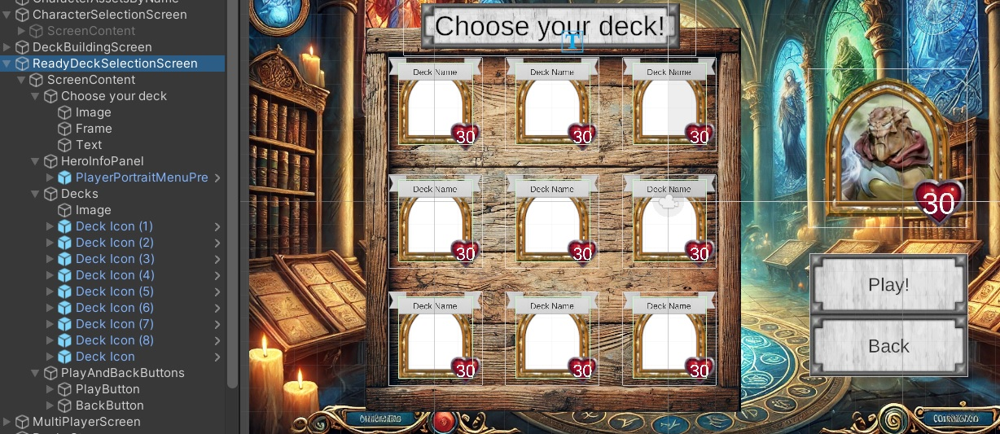 CharacterAssetsByName
CharacterSelectionScreen
ScreenContent
DeckBuildingScreen
ReadyDeckSelectionScreen
ScreenContent
Choose your deck
Image
Frame
Text
HeroInfoPanel
PlayerPortraitMenuPre
Decks
Image
Deck Icon (1)
Deck Icon (2)
Deck Icon (3)
Deck Icon (4)
Deck Icon (5)
Deck Icon (6)
Deck Icon (7)
Deck Icon (8)
Deck Icon
PlayAndBackButtons
PlayButton
BackButton
MultiPlayerScreen
Choose your deck!
T
Deck Name
30
Deck Name
30
Deck Name
30
Deck Name
30
Deck Name
30
Deck Name
30
Deck Name
30
Deck Name
30
Deck Name
30
30
Play!
Back